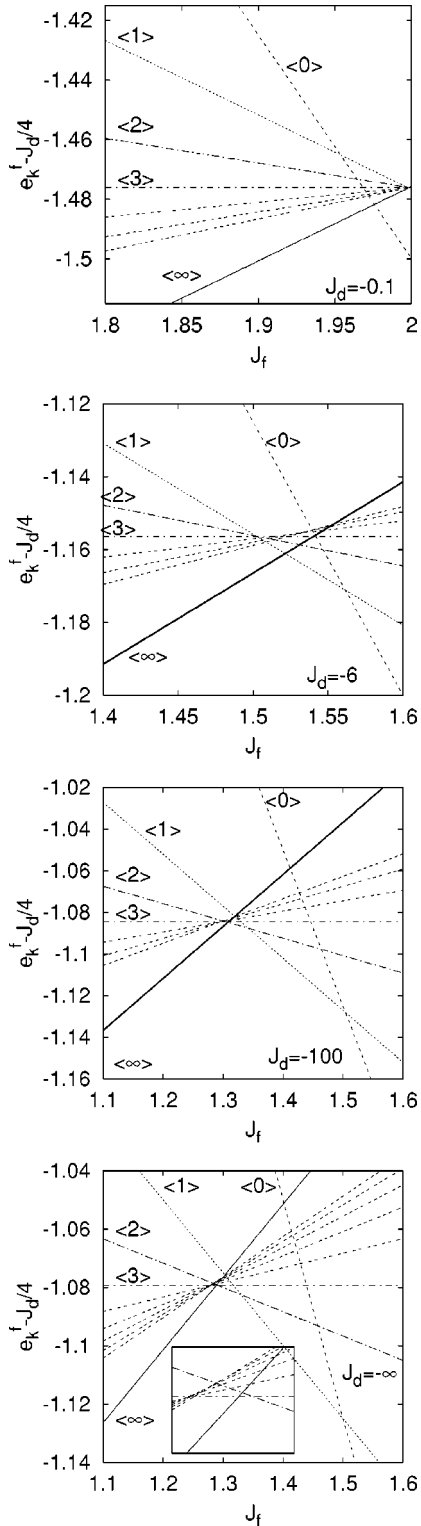 -1.42
<1>
<0>
-1.44
<2>
-1.46
<3>
-1.48
-1.5
<∞>
J_d=-0.1
e_k^f-J_d/4
1.8 1.85 1.9 1.95 2
J_f
-1.12
<0>
<1>
-1.14
<2>
<3>
-1.16
-1.18
<∞>
J_d=-6
-1.2
e_k^f-J_d/4
1.4 1.45 1.5 1.55 1.6
J_f
-1.02
<0>
<1>
-1.04
-1.06
<2>
-1.08
<3>
-1.1
-1.12
-1.14
<∞>
J_d=-100
-1.16
e_k^f-J_d/4
1.1 1.2 1.3 1.4 1.5 1.6
J_f
-1.04
<1>
<0>
-1.06
<2>
<3>
-1.08
-1.1
J_d=-∞
-1.12
<∞>
-1.14
e_k^f-J_d/4
1.1 1.2 1.3 1.4 1.5 1.6
J_f